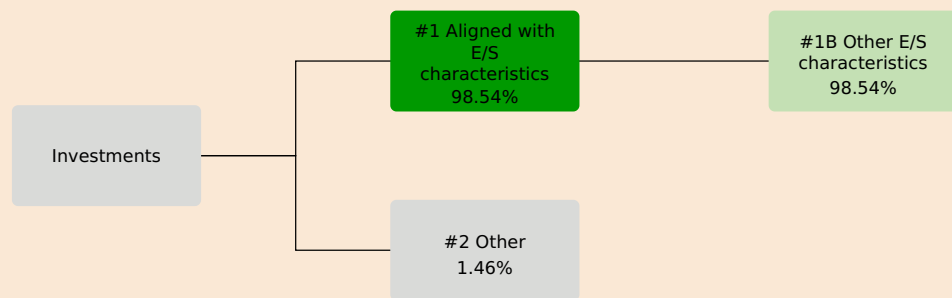 #1 Aligned with
E/S
characteristics
98.54%
#1B Other E/S
characteristics
98.54%
Investments
#2 Other
1.46%